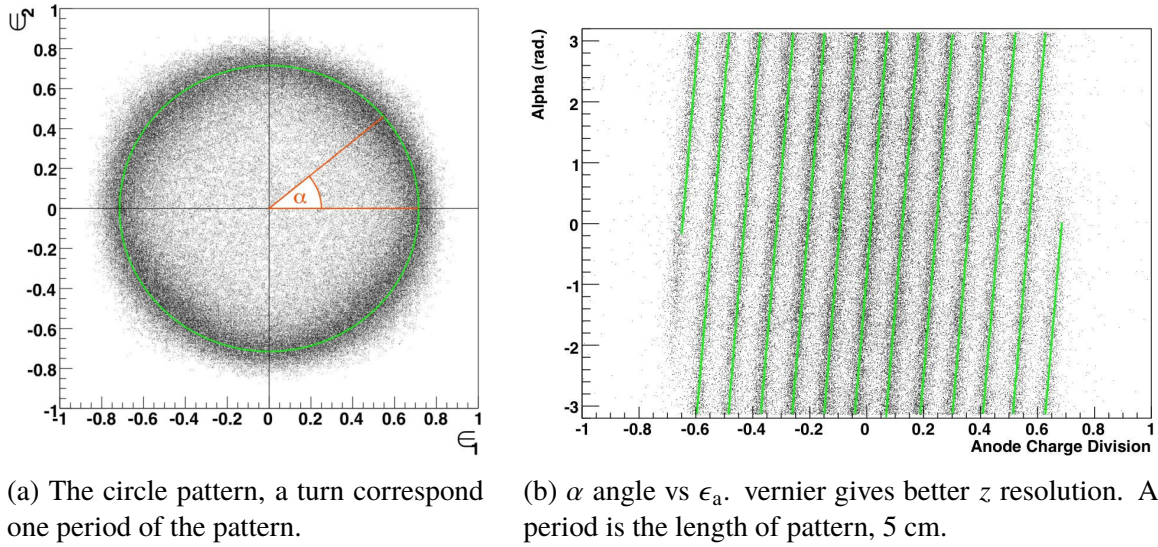 ∈2
1
0.8
0.6
0.4
0.2
0
-0.2
-0.4
-0.6
-0.8
-1
α
-1 -0.8 -0.6 -0.4 -0.2 0 0.2 0.4 0.6 0.8 1
∈1
Alpha (rad.)
3
2
1
0
-1
-2
-3
-1 -0.8 -0.6 -0.4 -0.2 0 0.2 0.4 0.6 0.8 1
Anode Charge Division
(a) The circle pattern, a turn correspond
one period of the pattern.
(b) α angle vs ϵa. vernier gives better z resolution. A
period is the length of pattern, 5 cm.